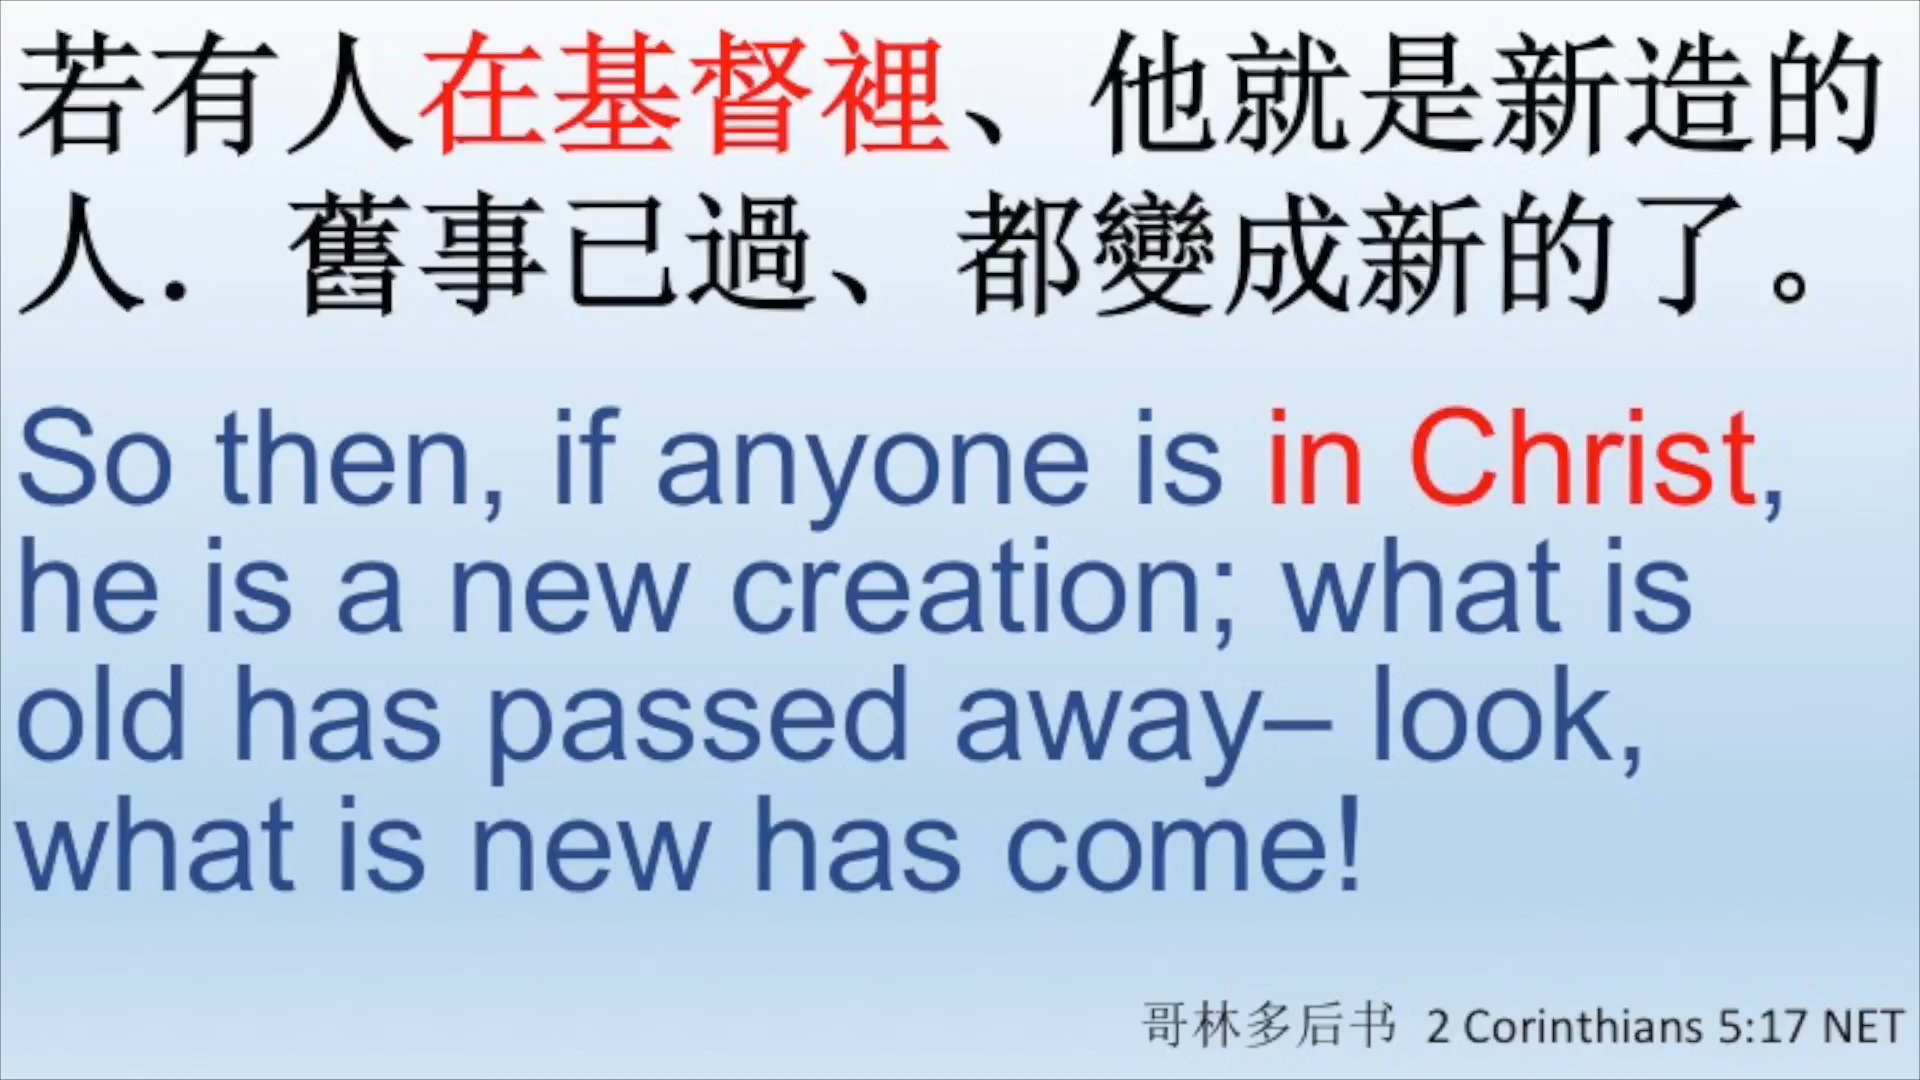 若有人在基督裡、他就是新造的
人．舊事已過、都變成新的了。
So then, if anyone is in Christ,
he is a new creation; what is
old has passed away– look,
what is new has come!
哥林多后书 2 Corinthians 5:17 NET